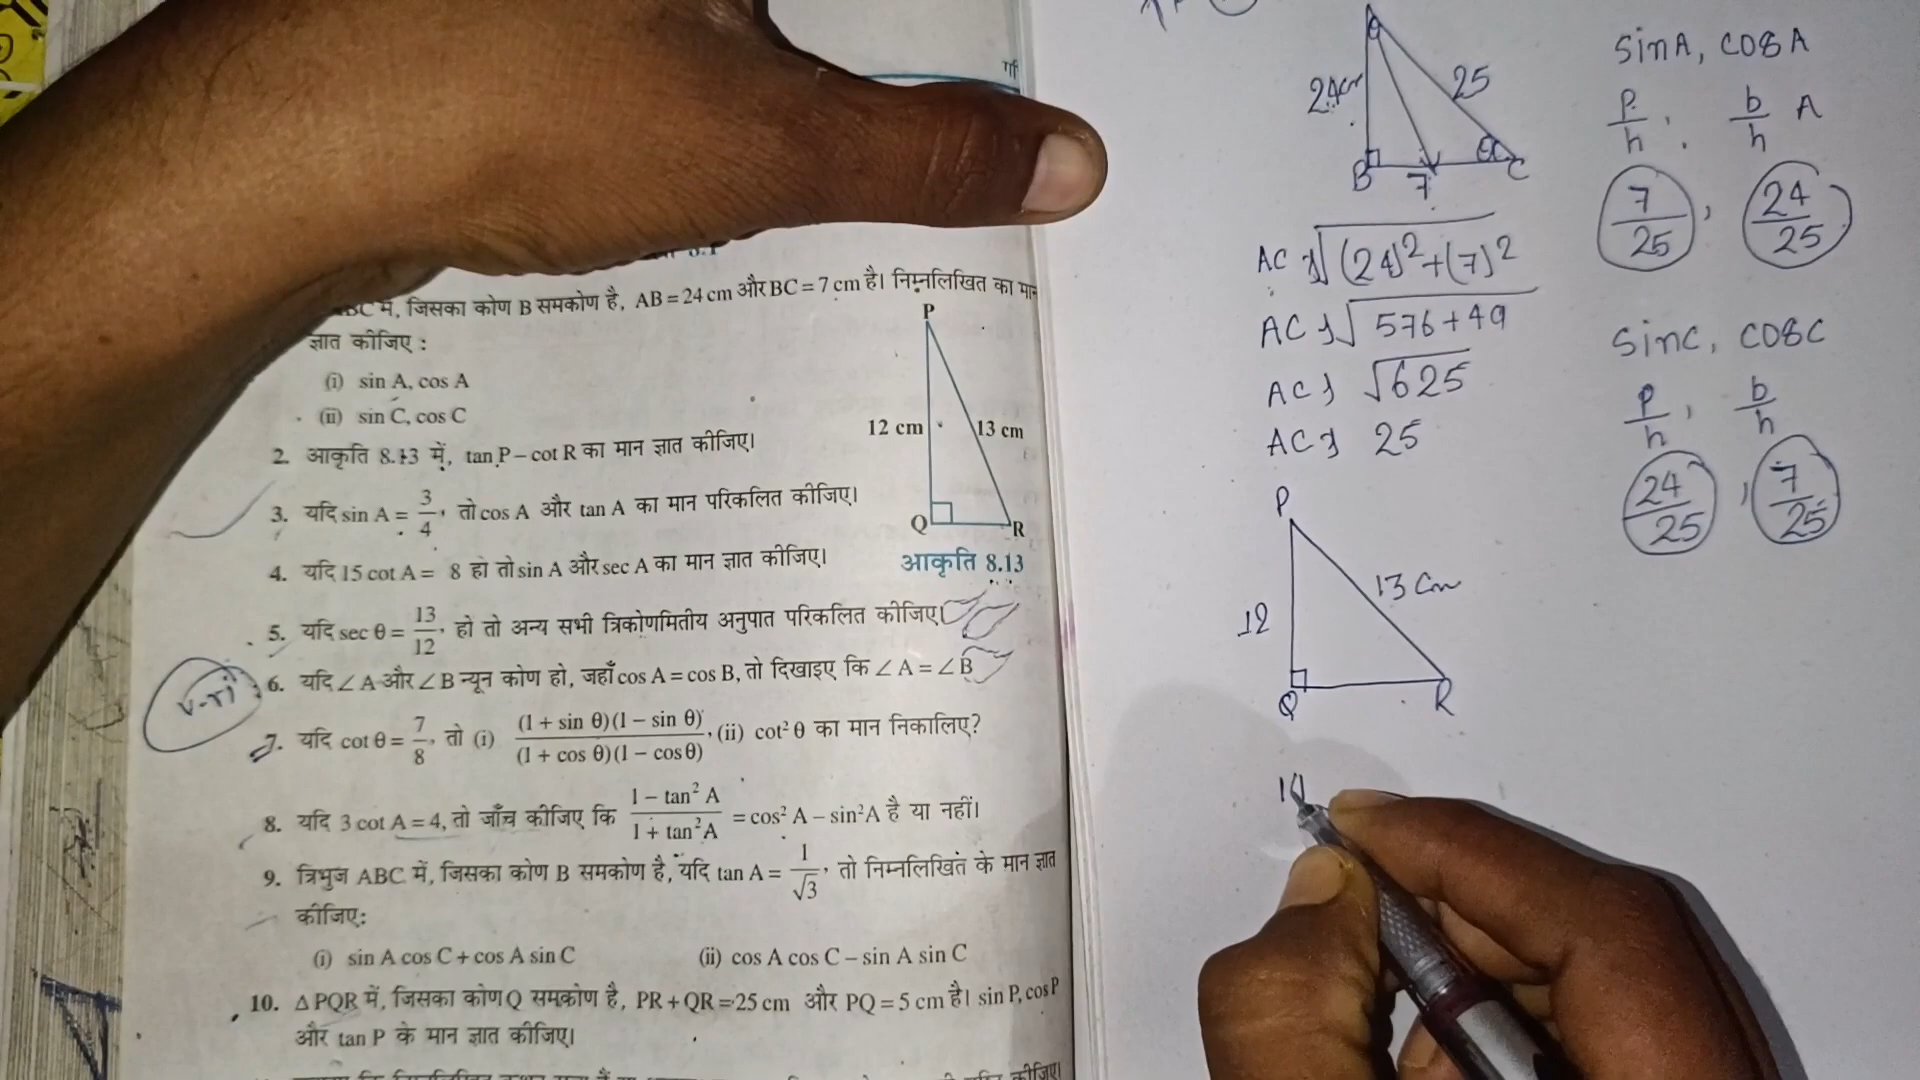 8.1
BC में, जिसका कोण B समकोण है, AB = 24 cm और BC = 7 cm है। निम्नलिखित का मान
ज्ञात कीजिए :
(i) sin A, cos A
(ii) sin C, cos C
2. आकृति 8.13 में, tan P – cot R का मान ज्ञात कीजिए।
3. यदि sin A = 3/4, तो cos A और tan A का मान परिकलित कीजिए।
4. यदि 15 cot A = 8 हो तो sin A और sec A का मान ज्ञात कीजिए।
5. यदि sec θ = 13/12, हो तो अन्य सभी त्रिकोणमितीय अनुपात परिकलित कीजिए।
6. यदि ∠A और ∠B न्यून कोण हो, जहाँ cos A = cos B, तो दिखाइए कि ∠A = ∠B
7. यदि cot θ = 7/8, तो (i) (1 + sin θ)(1 – sin θ)/(1 + cos θ)(1 – cos θ), (ii) cot² θ का मान निकालिए?
8. यदि 3 cot A = 4, तो जाँच कीजिए कि 1 – tan² A/1 + tan² A = cos² A – sin² A है या नहीं।
9. त्रिभुज ABC में, जिसका कोण B समकोण है, यदि tan A = 1/√3, तो निम्नलिखित के मान ज्ञात
कीजिए:
(i) sin A cos C + cos A sin C (ii) cos A cos C – sin A sin C
10. Δ PQR में, जिसका कोण Q समकोण है, PR + QR = 25 cm और PQ = 5 cm है। sin P, cos P
और tan P के मान ज्ञात कीजिए।
कीजिए
P
12 cm
13 cm
Q
R
आकृति 8.13
24cm
25
B
7
C
AC √(24)²+(7)²
AC √576+49
AC √625
AC 25
sinA, cosA
p/h, b/h A
7/25, 24/25
sinC, cosC
p/h, b/h
24/25, 7/25
P
12
13 cm
Q
R